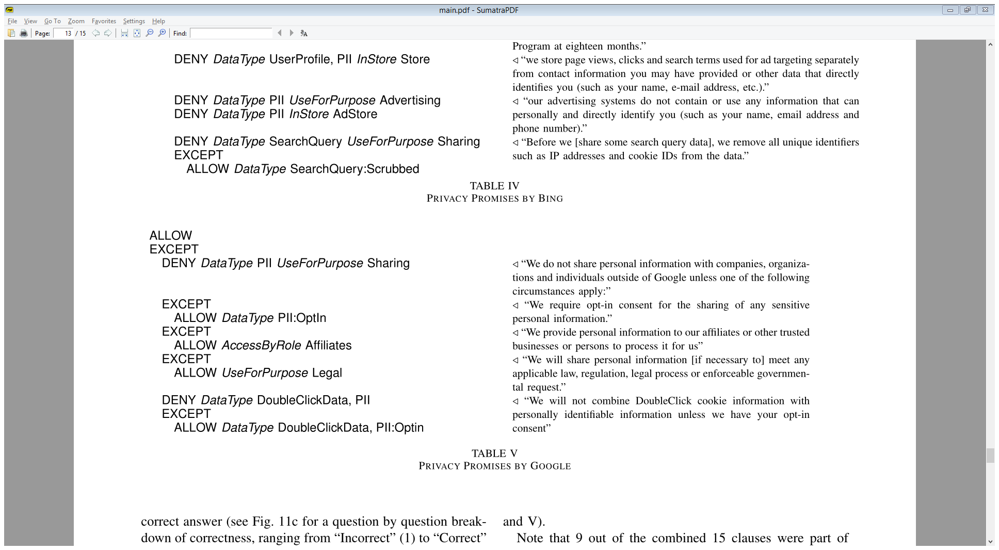 main.pdf - SumatraPDF
File View Go To Zoom Favorites Settings Help
Page: 13 / 15 Find:
Program at eighteen months.”
DENY DataType UserProfile, PII InStore Store
◁ “we store page views, clicks and search terms used for ad targeting separately
from contact information you may have provided or other data that directly
identifies you (such as your name, e-mail address, etc.).”
DENY DataType PII UseForPurpose Advertising
DENY DataType PII InStore AdStore
◁ “our advertising systems do not contain or use any information that can
personally and directly identify you (such as your name, email address and
phone number).”
DENY DataType SearchQuery UseForPurpose Sharing
EXCEPT
ALLOW DataType SearchQuery:Scrubbed
◁ “Before we [share some search query data], we remove all unique identifiers
such as IP addresses and cookie IDs from the data.”
TABLE IV
PRIVACY PROMISES BY BING
ALLOW
EXCEPT
DENY DataType PII UseForPurpose Sharing
◁ “We do not share personal information with companies, organiza-
tions and individuals outside of Google unless one of the following
circumstances apply:”
EXCEPT
ALLOW DataType PII:OptIn
◁ “We require opt-in consent for the sharing of any sensitive
personal information.”
EXCEPT
ALLOW AccessByRole Affiliates
◁ “We provide personal information to our affiliates or other trusted
businesses or persons to process it for us”
EXCEPT
ALLOW UseForPurpose Legal
◁ “We will share personal information [if necessary to] meet any
applicable law, regulation, legal process or enforceable governmen-
tal request.”
DENY DataType DoubleClickData, PII
EXCEPT
ALLOW DataType DoubleClickData, PII:Optin
◁ “We will not combine DoubleClick cookie information with
personally identifiable information unless we have your opt-in
consent”
TABLE V
PRIVACY PROMISES BY GOOGLE
correct answer (see Fig. 11c for a question by question break-
down of correctness, ranging from “Incorrect” (1) to “Correct”
and V).
Note that 9 out of the combined 15 clauses were part of